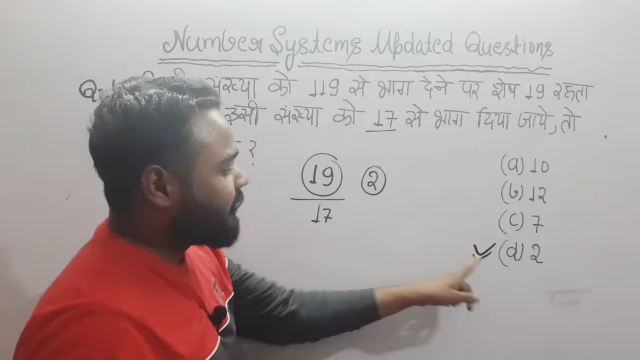 Number Systems Updated Questions
Q. संख्या को 119 से भाग देने पर शेष 19 रहता
इसी संख्या को 17 से भाग दिया जाये, तो
?
19
17
2
(a) 10
(b) 12
(c) 7
(d) 2